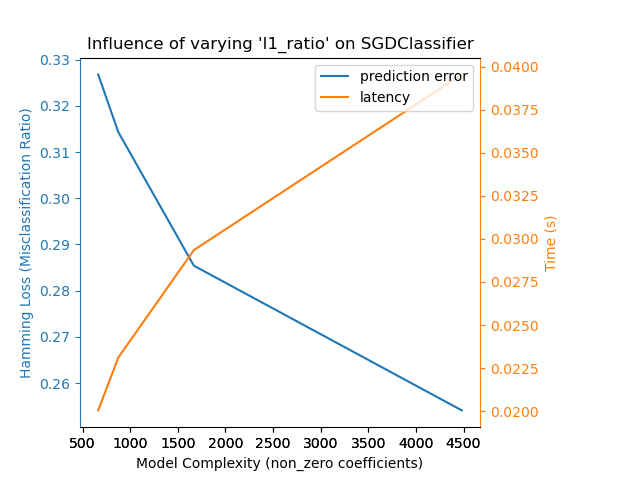 Influence of varying 'l1_ratio' on SGDClassifier
prediction error
latency
Hamming Loss (Misclassification Ratio)
0.33
0.32
0.31
0.30
0.29
0.28
0.27
0.26
0.0400
0.0375
0.0350
0.0325
0.0300
0.0275
0.0250
0.0225
0.0200
Time (s)
500 1000 1500 2000 2500 3000 3500 4000 4500
Model Complexity (non_zero coefficients)